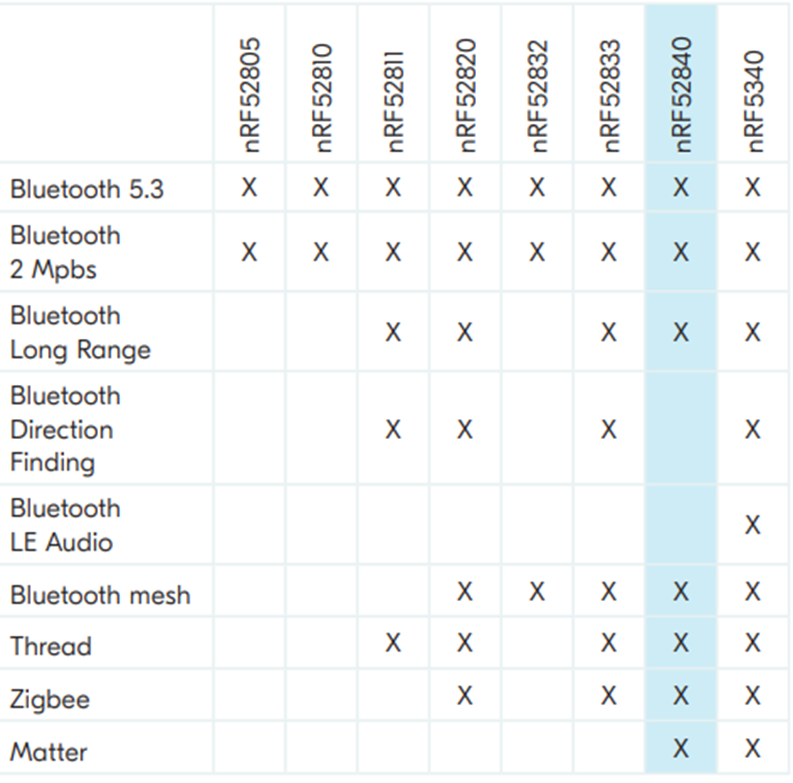 nRF52805 nRF52810 nRF52811 nRF52820 nRF52832 nRF52833 nRF52840 nRF5340
Bluetooth 5.3 X X X X X X X X
Bluetooth
2 Mpbs X X X X X X X X
Bluetooth
Long Range X X X X X
Bluetooth
Direction
Finding X X X X
Bluetooth
LE Audio X
Bluetooth mesh X X X X X
Thread X X X X X
Zigbee X X X X
Matter X X